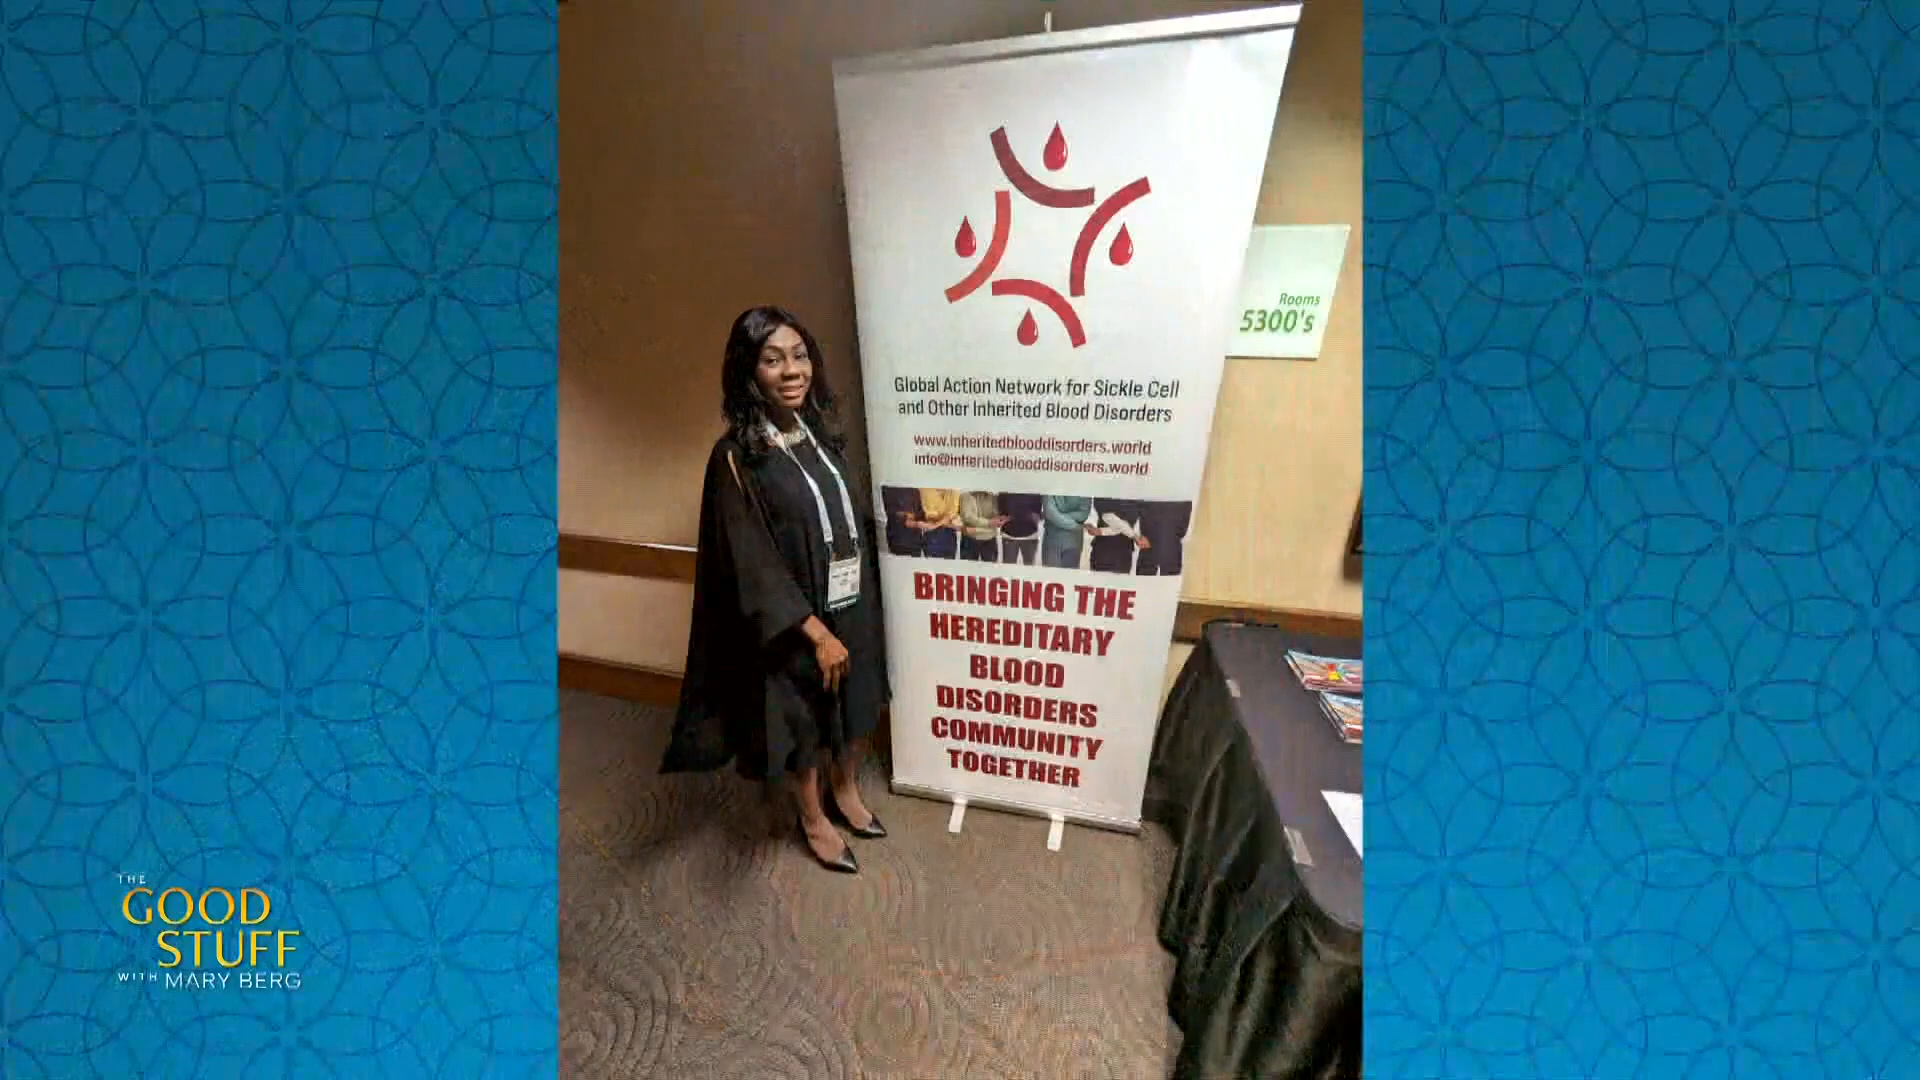 Global Action Network for Sickle Cell
and Other Inherited Blood Disorders
www.inheritedblooddisorders.world
info@inheritedblooddisorders.world
BRINGING THE
HEREDITARY
BLOOD
DISORDERS
COMMUNITY
TOGETHER
Rooms
5300's
THE
GOOD
STUFF
WITH MARY BERG